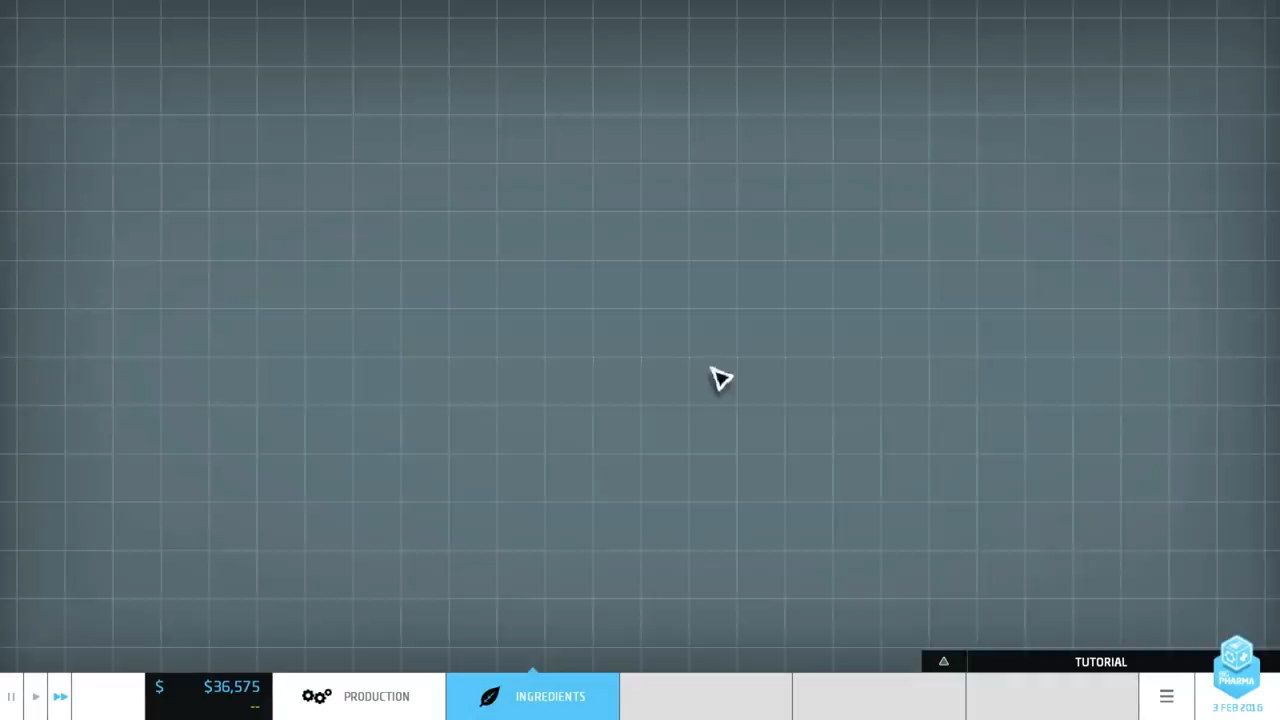 TUTORIAL
$ $36,575
--
PRODUCTION
INGREDIENTS
PHARMA
3 FEB 2016